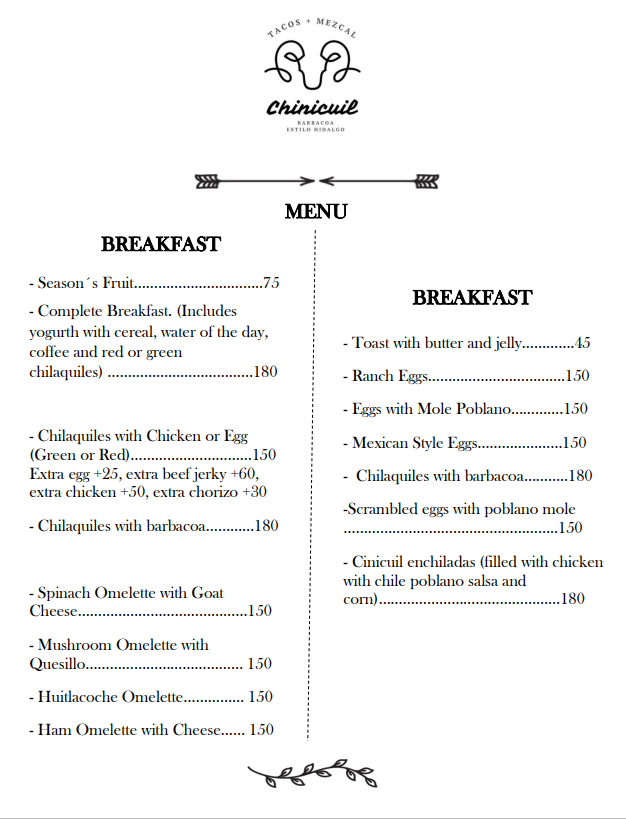 TACOS + MEZCAL
Chinicuil
BARBACOA
ESTILO HIDALGO
MENU
BREAKFAST
- Season´s Fruit................................75
- Complete Breakfast. (Includes
yogurth with cereal, water of the day,
coffee and red or green
chilaquiles) ....................................180
- Chilaquiles with Chicken or Egg
(Green or Red)..............................150
Extra egg +25, extra beef jerky +60,
extra chicken +50, extra chorizo +30
- Chilaquiles with barbacoa............180
- Spinach Omelette with Goat
Cheese..........................................150
- Mushroom Omelette with
Quesillo....................................... 150
- Huitlacoche Omelette............... 150
- Ham Omelette with Cheese...... 150
BREAKFAST
- Toast with butter and jelly.............45
- Ranch Eggs..................................150
- Eggs with Mole Poblano.............150
- Mexican Style Eggs.....................150
-  Chilaquiles with barbacoa...........180
-Scrambled eggs with poblano mole
.....................................................150
- Cinicuil enchiladas (filled with chicken
with chile poblano salsa and
corn).............................................180